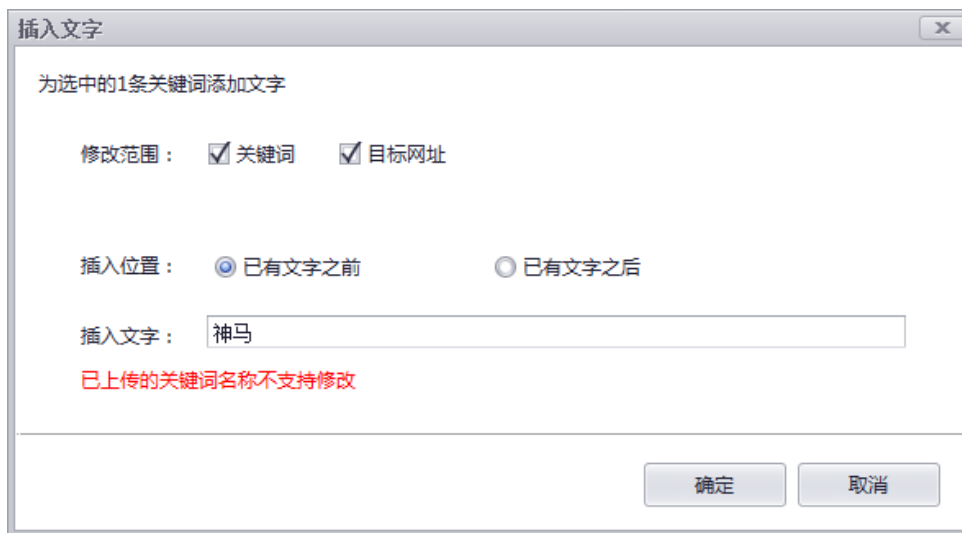 插入文字
为选中的1条关键词添加文字
修改范围： 关键词 目标网址
插入位置： 已有文字之前 已有文字之后
插入文字： 神马
已上传的关键词名称不支持修改
确定 取消